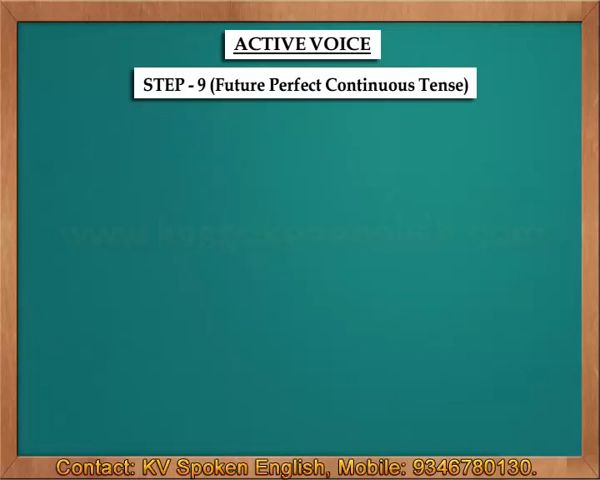 ACTIVE VOICE
STEP - 9 (Future Perfect Continuous Tense)
Contact: KV Spoken English, Mobile: 9346780130.